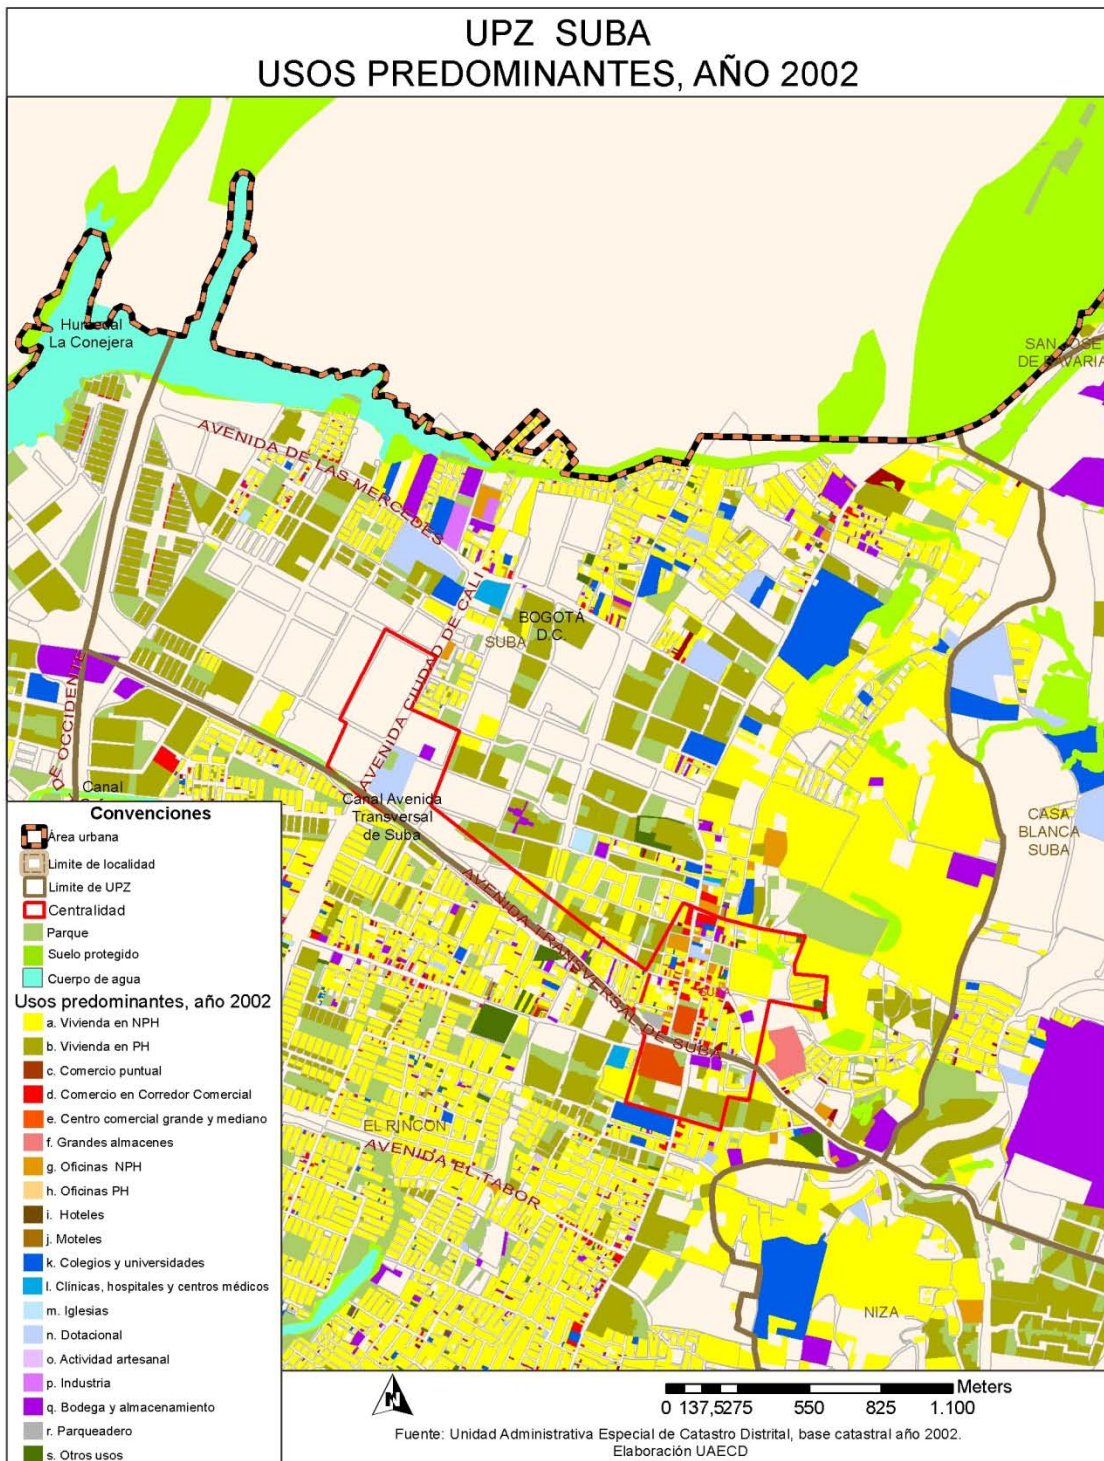 UPZ SUBA
USOS PREDOMINANTES, AÑO 2002
Humedal
La Conejera
SAN JOSE
DE BAVARIA
AVENIDA DE LAS MERCEDES
BOGOTÁ
D.C.
SUBA
AVENIDA CIUDAD DE CALI
DE OCCIDENTE
Canal
Canal Avenida
Transversal
de Suba
CASA
BLANCA
SUBA
AVENIDA TRANSVERSAL DE SUBA
EL RINCON
AVENIDA EL TABOR
NIZA
Convenciones
Área urbana
Limite de localidad
Limite de UPZ
Centralidad
Parque
Suelo protegido
Cuerpo de agua
Usos predominantes, año 2002
a. Vivienda en NPH
b. Vivienda en PH
c. Comercio puntual
d. Comercio en Corredor Comercial
e. Centro comercial grande y mediano
f. Grandes almacenes
g. Oficinas NPH
h. Oficinas PH
i. Hoteles
j. Moteles
k. Colegios y universidades
l. Clínicas, hospitales y centros médicos
m. Iglesias
n. Dotacional
o. Actividad artesanal
p. Industria
q. Bodega y almacenamiento
r. Parqueadero
s. Otros usos
N
Meters
0 137,5275 550 825 1.100
Fuente: Unidad Administrativa Especial de Catastro Distrital, base catastral año 2002.
Elaboración UAECD